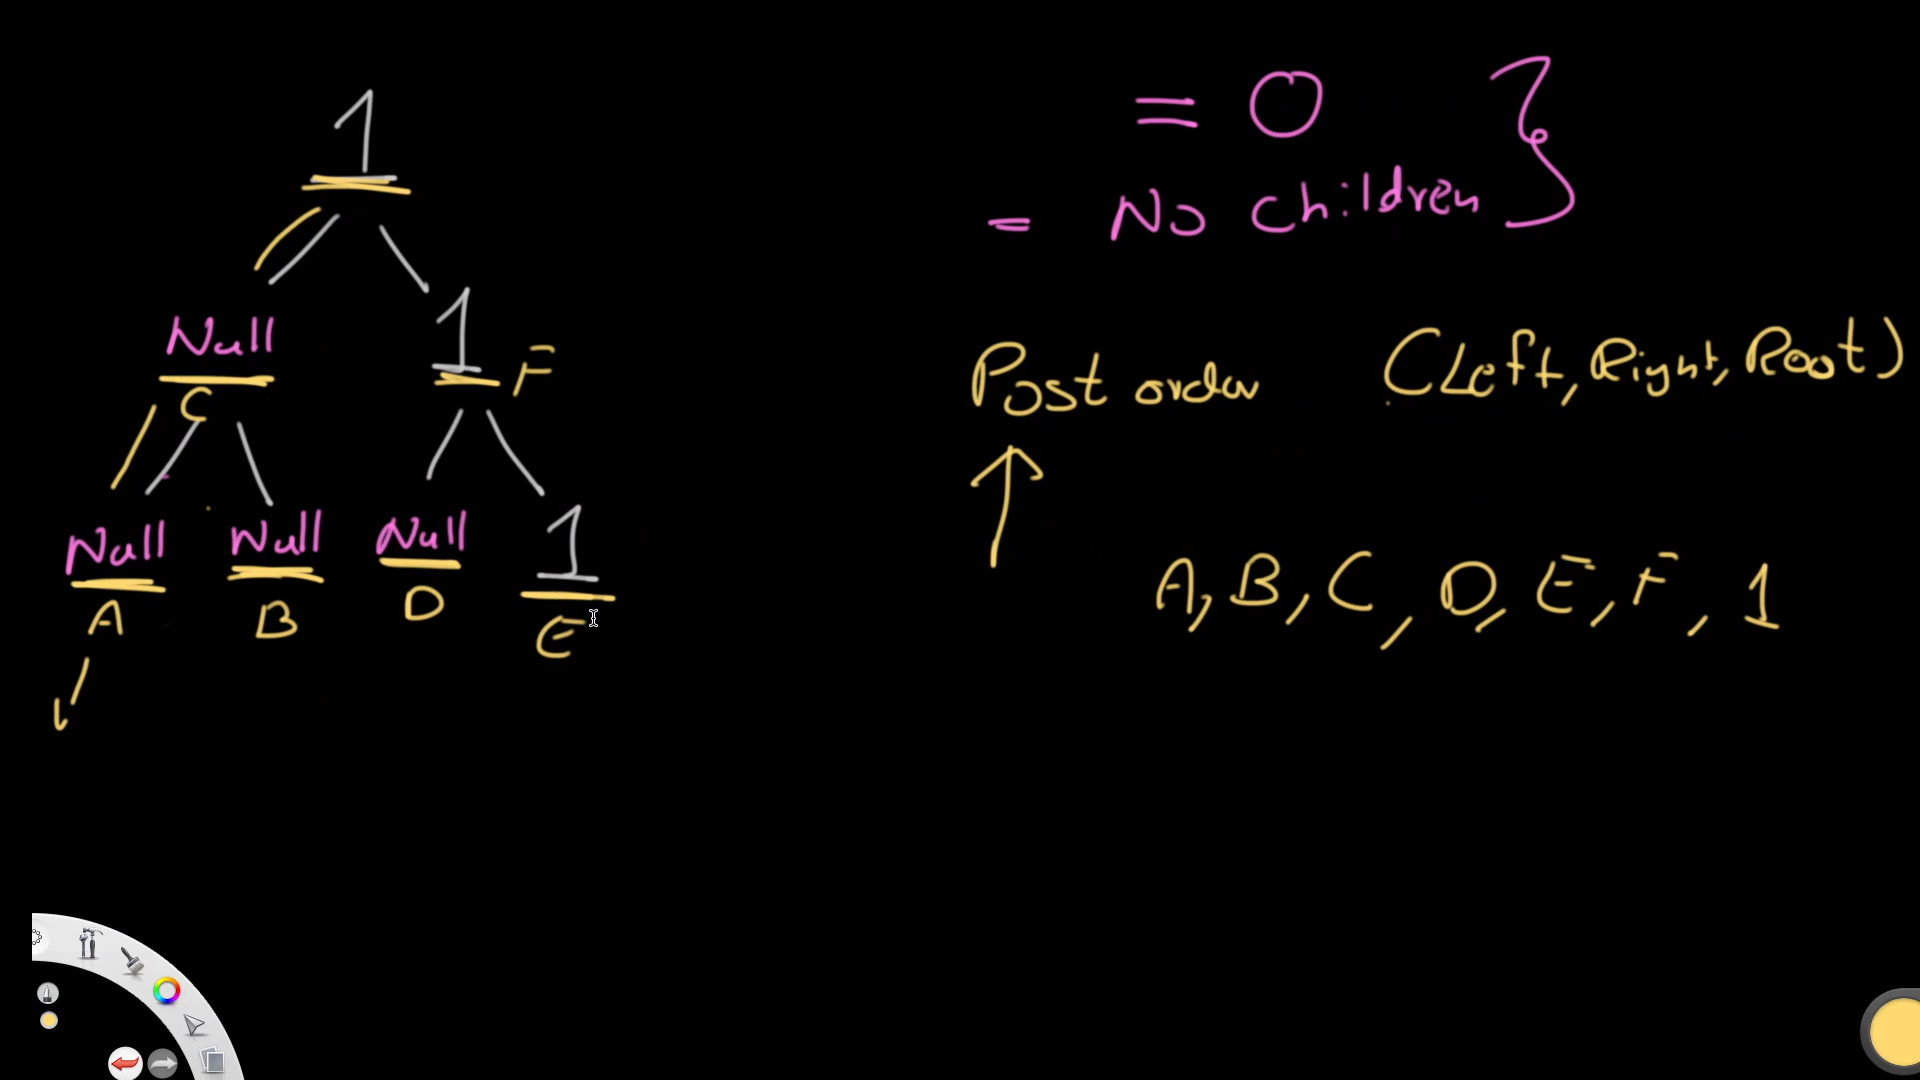 1
= 0
= No children
Null
1
F
C
Post order (Left, Right, Root)
Null Null Null 1
A B D E
A, B, C, D, E, F, 1